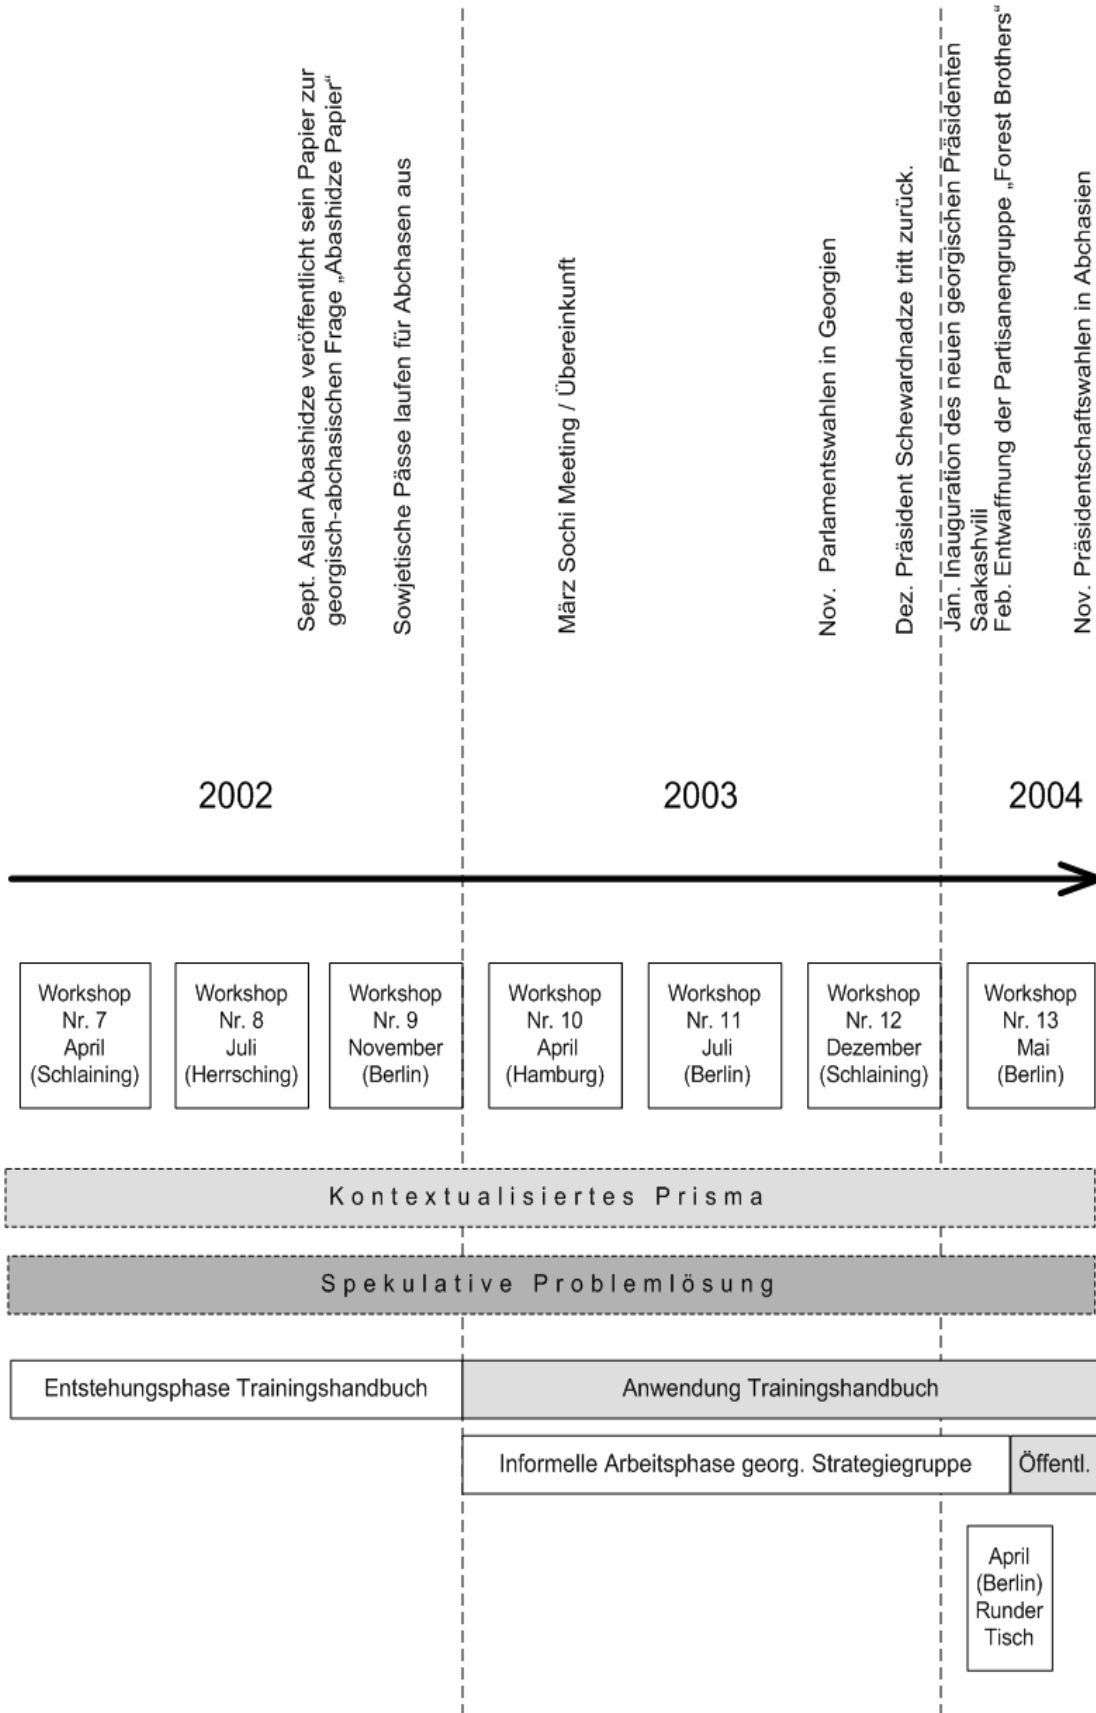 Sept. Aslan Abashidze veröffentlicht sein Papier zur
georgisch-abchasischen Frage „Abashidze Papier“
Sowjetische Pässe laufen für Abchasen aus
März Sochi Meeting / Übereinkunft
Nov. Parlamentswahlen in Georgien
Dez. Präsident Schewardnadze tritt zurück.
Jan. Inauguration des neuen georgischen Präsidenten
Saakashvili
Feb. Entwaffnung der Partisanengruppe „Forest Brothers“
Nov. Präsidentschaftswahlen in Abchasien
2002
2003
2004
Workshop
Nr. 7
April
(Schlaining)
Workshop
Nr. 8
Juli
(Herrsching)
Workshop
Nr. 9
November
(Berlin)
Workshop
Nr. 10
April
(Hamburg)
Workshop
Nr. 11
Juli
(Berlin)
Workshop
Nr. 12
Dezember
(Schlaining)
Workshop
Nr. 13
Mai
(Berlin)
Kontextualisiertes Prisma
Spekulative Problemlösung
Entstehungsphase Trainingshandbuch
Anwendung Trainingshandbuch
Informelle Arbeitsphase georg. Strategiegruppe
Öffentl.
April
(Berlin)
Runder
Tisch